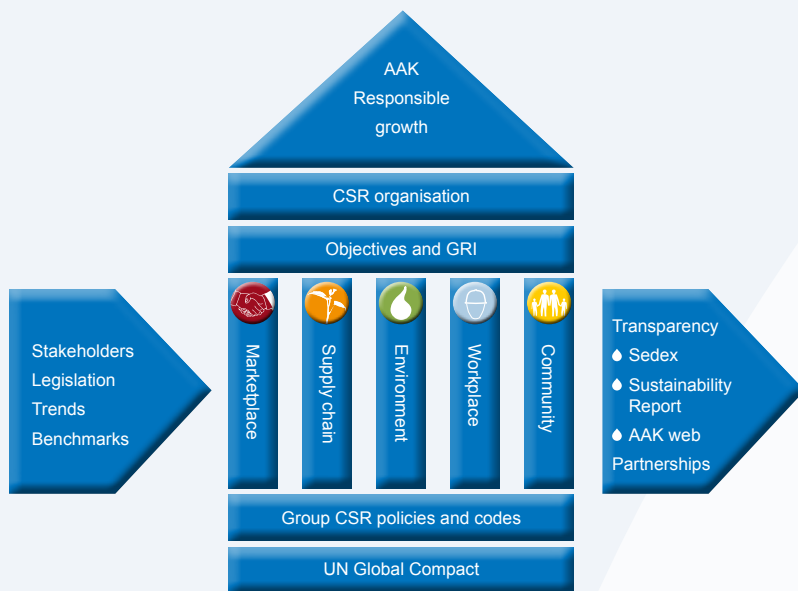 AAK
Responsible
growth
CSR organisation
Objectives and GRI
Stakeholders
Legislation
Trends
Benchmarks
Marketplace
Supply chain
Environment
Workplace
Community
Transparency
Sedex
Sustainability
Report
AAK web
Partnerships
Group CSR policies and codes
UN Global Compact